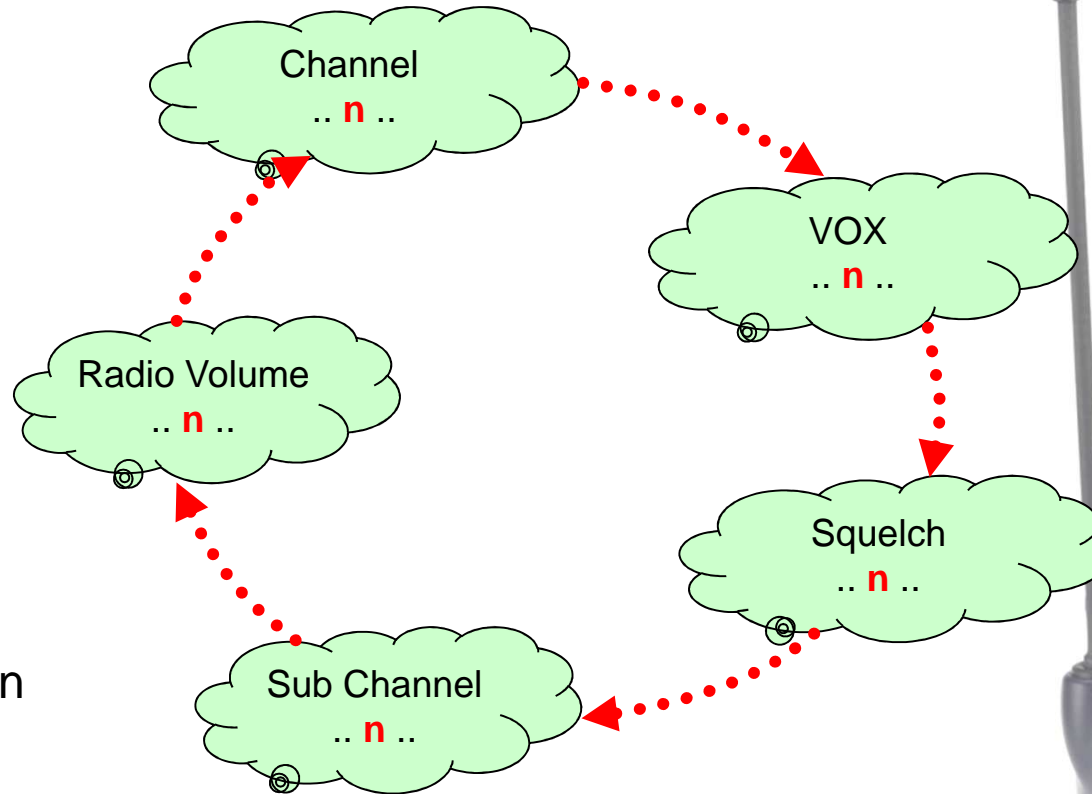 Channel
.. n ..
VOX
.. n ..
Radio Volume
.. n ..
Squelch
.. n ..
Sub Channel
.. n ..
n